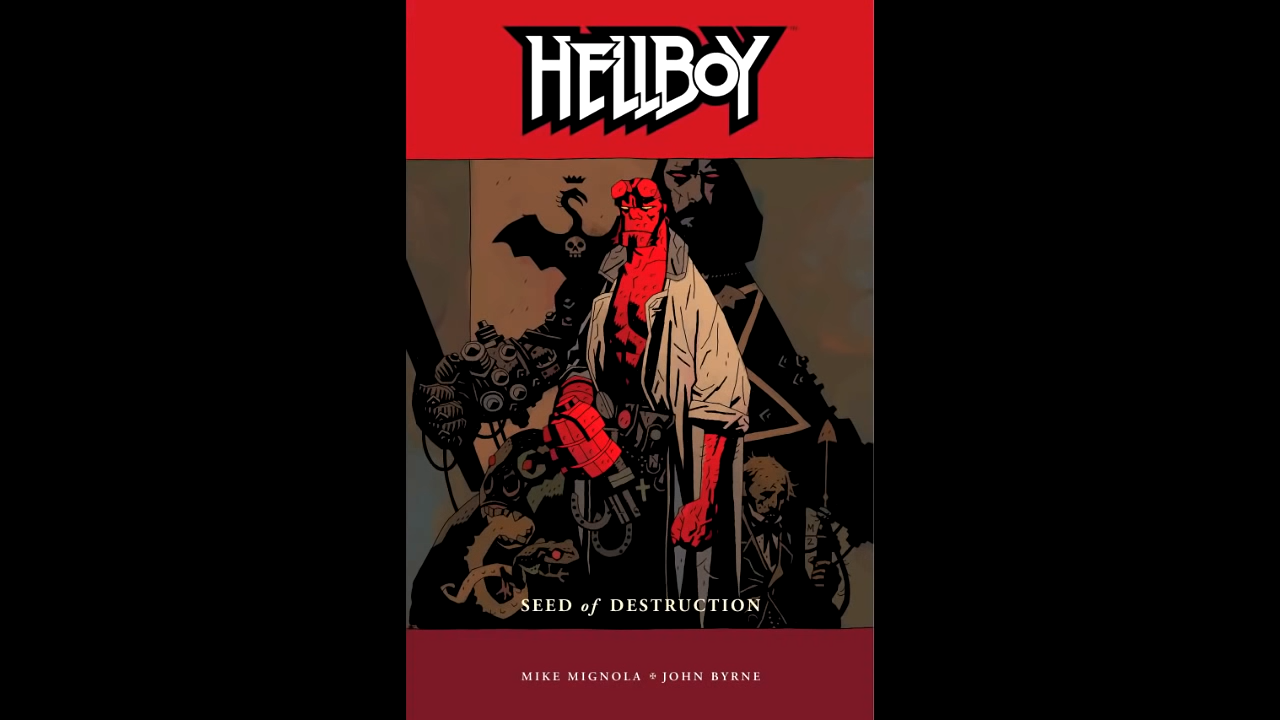 HELLBOY
SEED of DESTRUCTION
MIKE MIGNOLA ✠ JOHN BYRNE